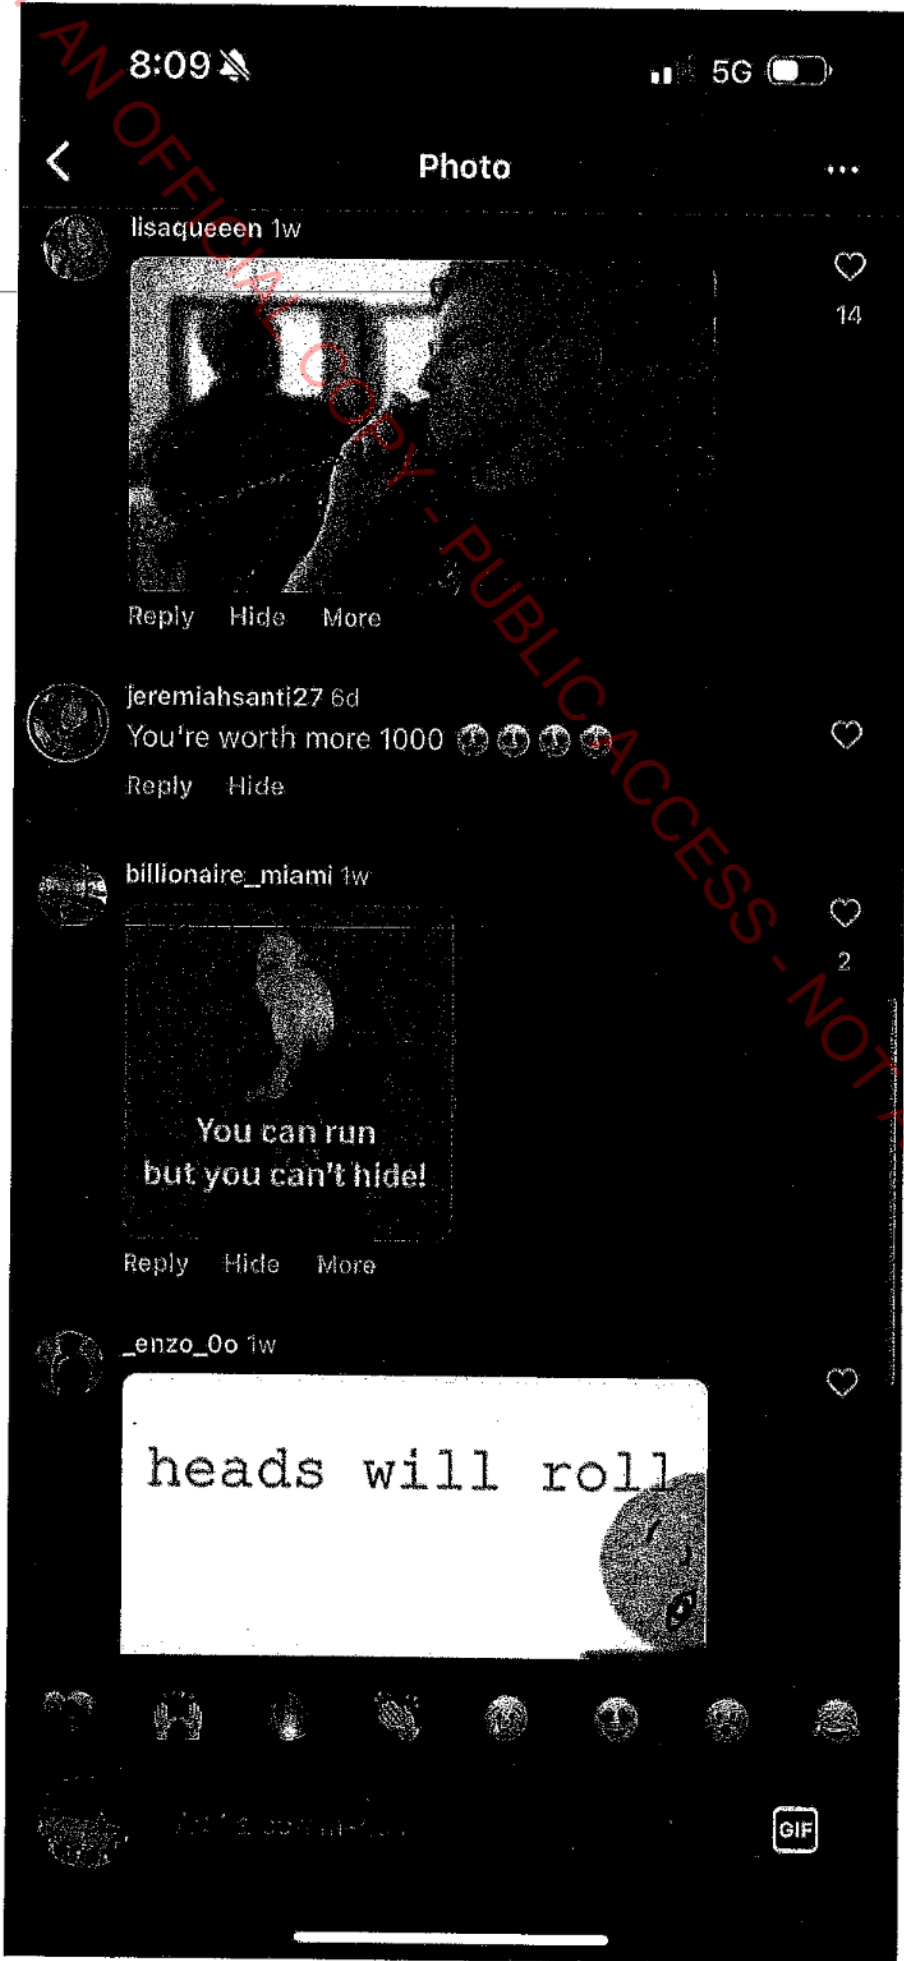 8:09
5G
Photo
lisaqueeen 1w
14
Reply Hide More
jeremiahsanti27 6d
You're worth more 1000
Reply Hide
billionaire_miami 1w
2
You can run
but you can't hide!
Reply Hide More
_enzo_0o 1w
heads will roll
GIF
AN OFFICIAL COPY - PUBLIC ACCESS - NOT